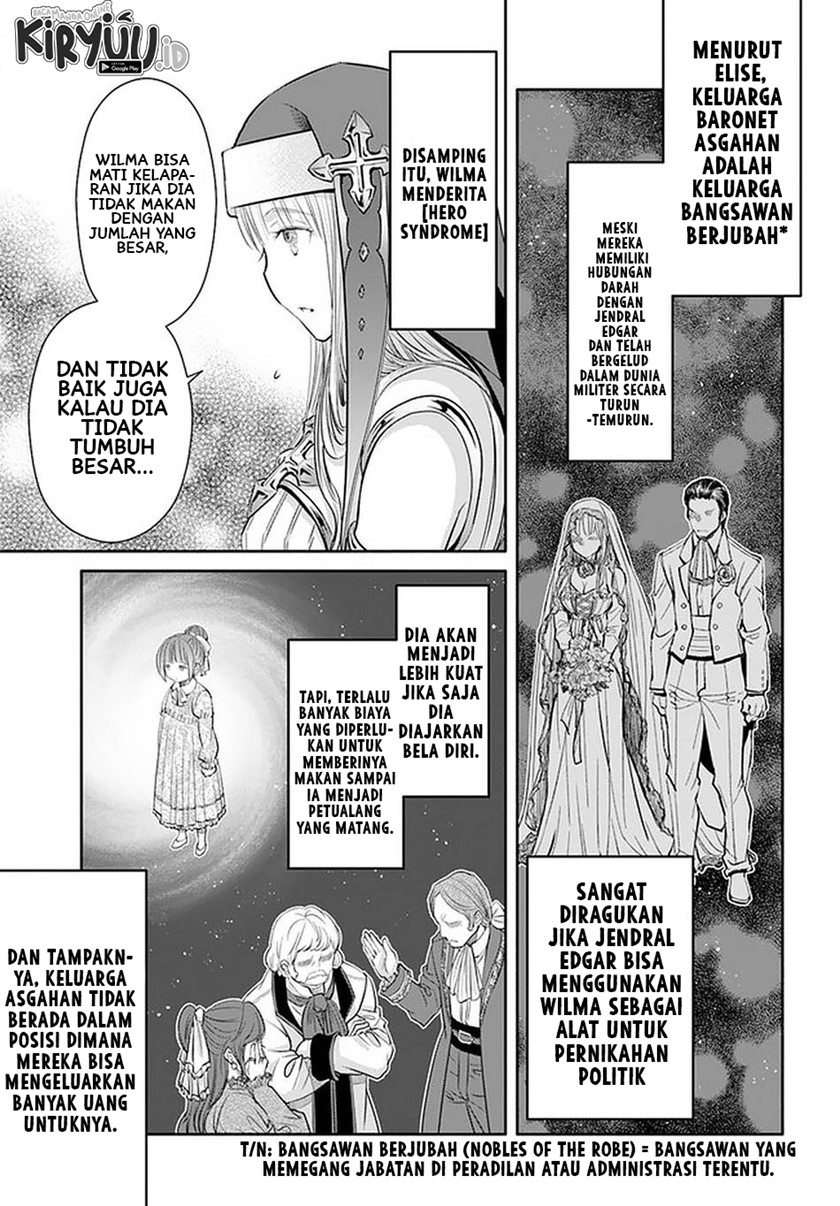 BACA MANGA ONLINE
KIRYUU.ID
Google Play
MENURUT
ELISE,
KELUARGA
BARONET
ASGAHAN
ADALAH
KELUARGA
BANGSAWAN
BERJUBAH*
MESKI
MEREKA
MEMILIKI
HUBUNGAN
DARAH
DENGAN
JENDRAL
EDGAR
DAN TELAH
BERGELUD
DALAM DUNIA
MILITER SECARA
TURUN
-TEMURUN.
SANGAT
DIRAGUKAN
JIKA JENDRAL
EDGAR BISA
MENGGUNAKAN
WILMA SEBAGAI
ALAT UNTUK
PERNIKAHAN
POLITIK
DISAMPING
ITU, WILMA
MENDERITA
[HERO
SYNDROME]
WILMA BISA
MATI KELAPA-
RAN JIKA DIA
TIDAK MAKAN
DENGAN
JUMLAH YANG
BESAR,
DAN TIDAK
BAIK JUGA
KALAU DIA
TIDAK
TUMBUH
BESAR...
DIA AKAN
MENJADI
LEBIH KUAT
JIKA SAJA
DIA
DIAJARKAN
BELA DIRI.
TAPI, TERLALU
BANYAK BIAYA
YANG DIPERLU-
KAN UNTUK
MEMBERINYA
MAKAN SAMPAI
IA MENJADI
PETUALANG
YANG MATANG.
DAN TAMPAKN-
YA, KELUARGA
ASGAHAN TIDAK
BERADA DALAM
POSISI DIMANA
MEREKA BISA
MENGELUARKAN
BANYAK UANG
UNTUKNYA.
T/N: BANGSAWAN BERJUBAH (NOBLES OF THE ROBE) = BANGSAWAN YANG
MEMEGANG JABATAN DI PERADILAN ATAU ADMINISTRASI TERENTU.